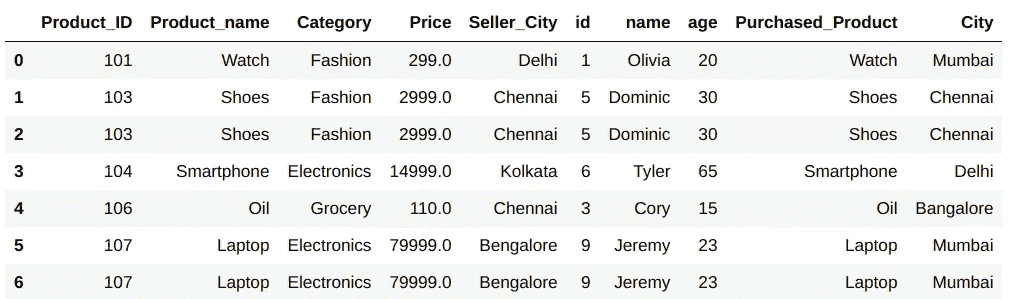 Product_ID Product_name Category Price Seller_City id name age Purchased_Product City
0 101 Watch Fashion 299.0 Delhi 1 Olivia 20 Watch Mumbai
1 103 Shoes Fashion 2999.0 Chennai 5 Dominic 30 Shoes Chennai
2 103 Shoes Fashion 2999.0 Chennai 5 Dominic 30 Shoes Chennai
3 104 Smartphone Electronics 14999.0 Kolkata 6 Tyler 65 Smartphone Delhi
4 106 Oil Grocery 110.0 Chennai 3 Cory 15 Oil Bangalore
5 107 Laptop Electronics 79999.0 Bengalore 9 Jeremy 23 Laptop Mumbai
6 107 Laptop Electronics 79999.0 Bengalore 9 Jeremy 23 Laptop Mumbai